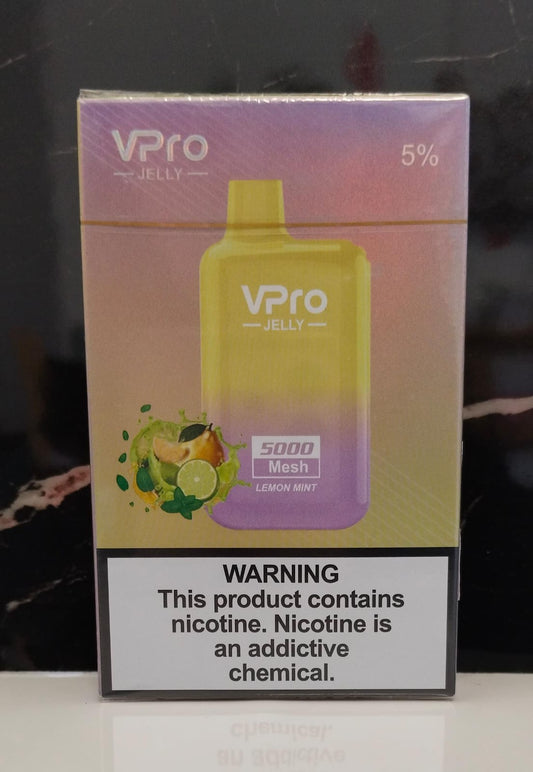 VPro
JELLY
5%
VPro
JELLY
5000
Mesh
LEMON MINT
WARNING
This product contains
nicotine. Nicotine is
an addictive
chemical.